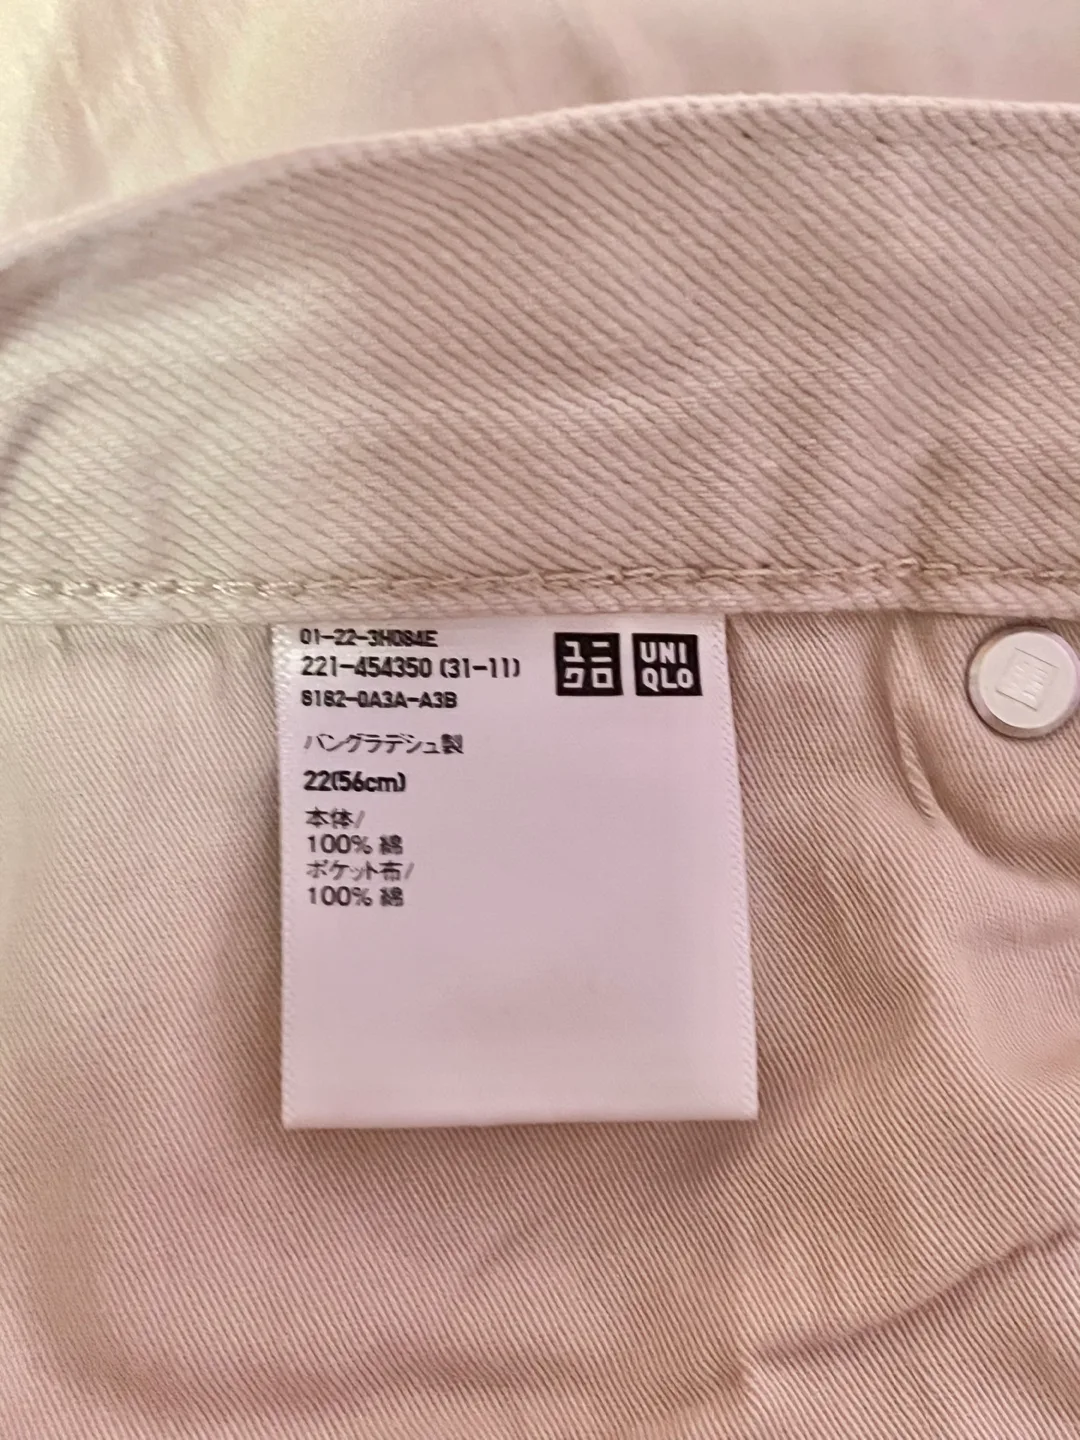 01-22-3H084E
221-454350 (31-11)
8182-0A3A-A3B
ユニ
クロ
UNI
QLO
バングラデシュ製
22(56cm)
本体/
100% 綿
ポケット布/
100% 綿